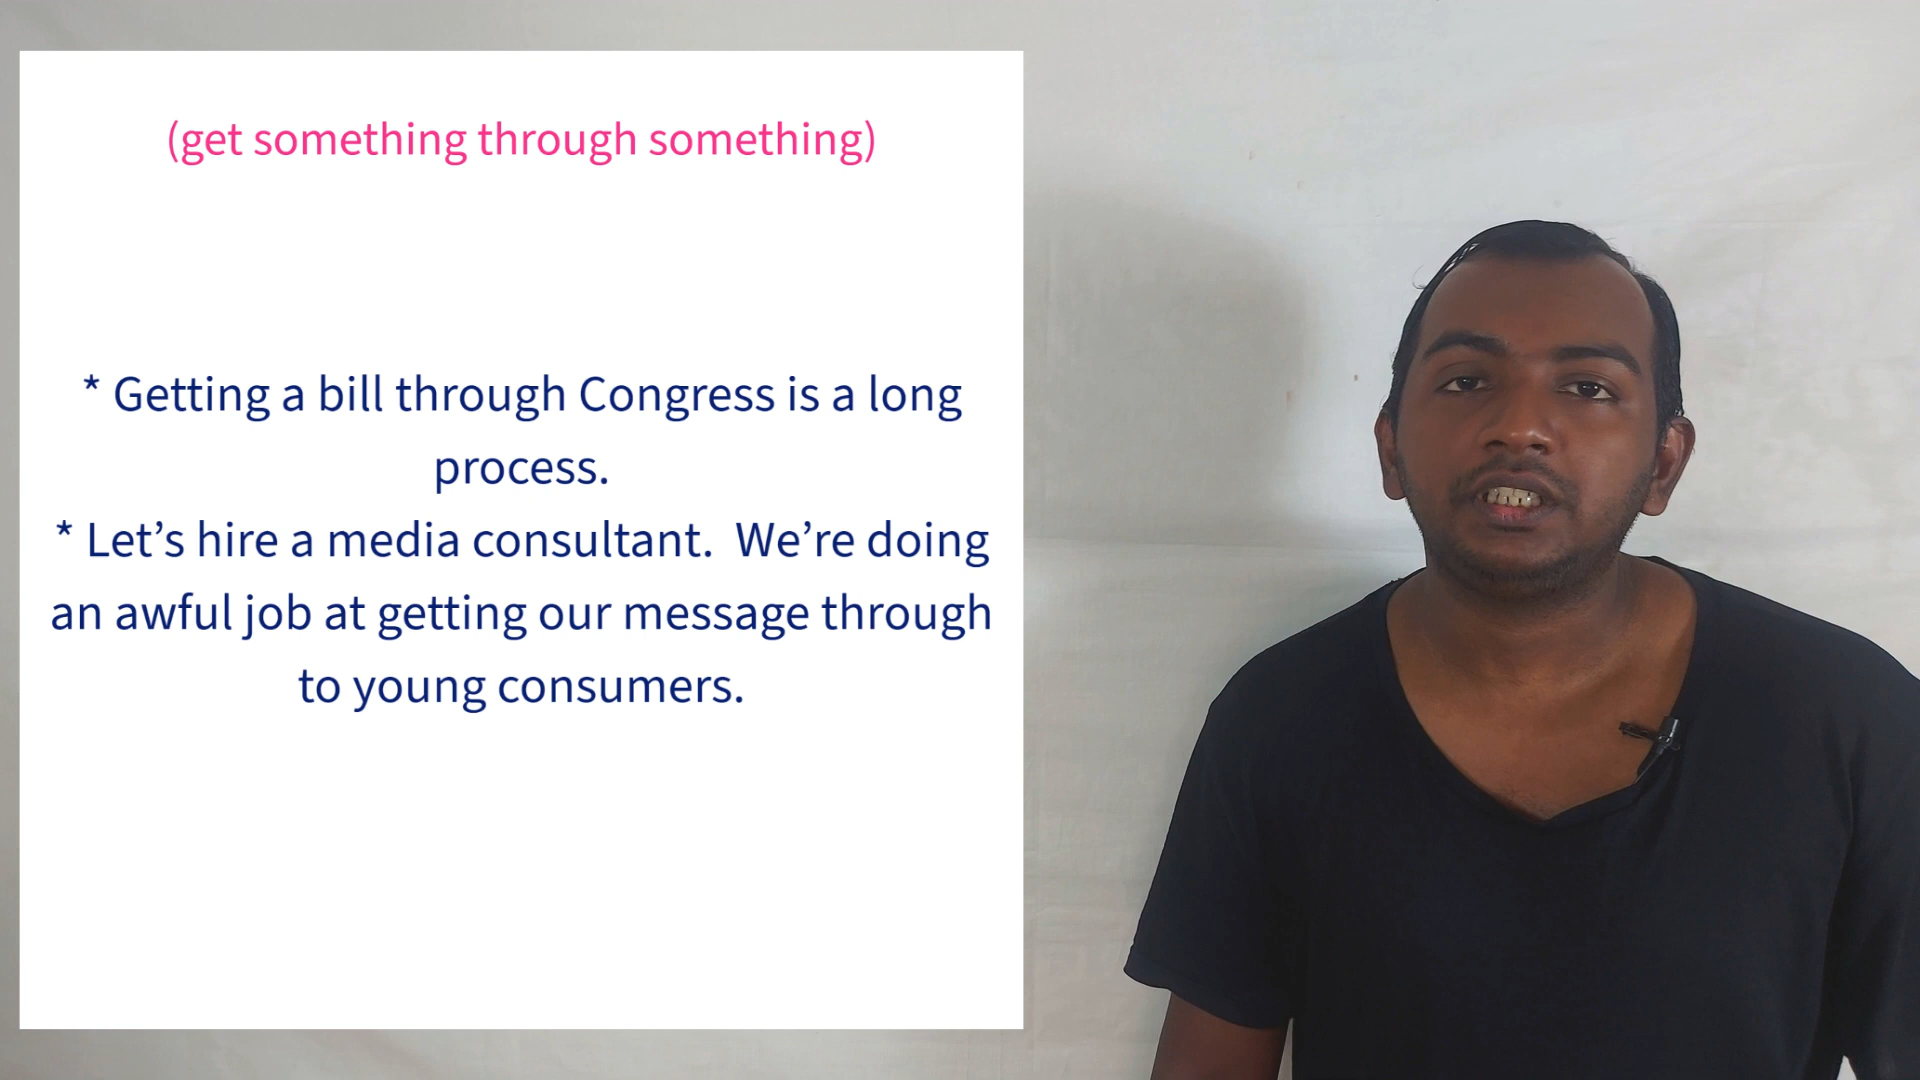 (get something through something)
* Getting a bill through Congress is a long
process.
* Let’s hire a media consultant.  We’re doing
an awful job at getting our message through
to young consumers.